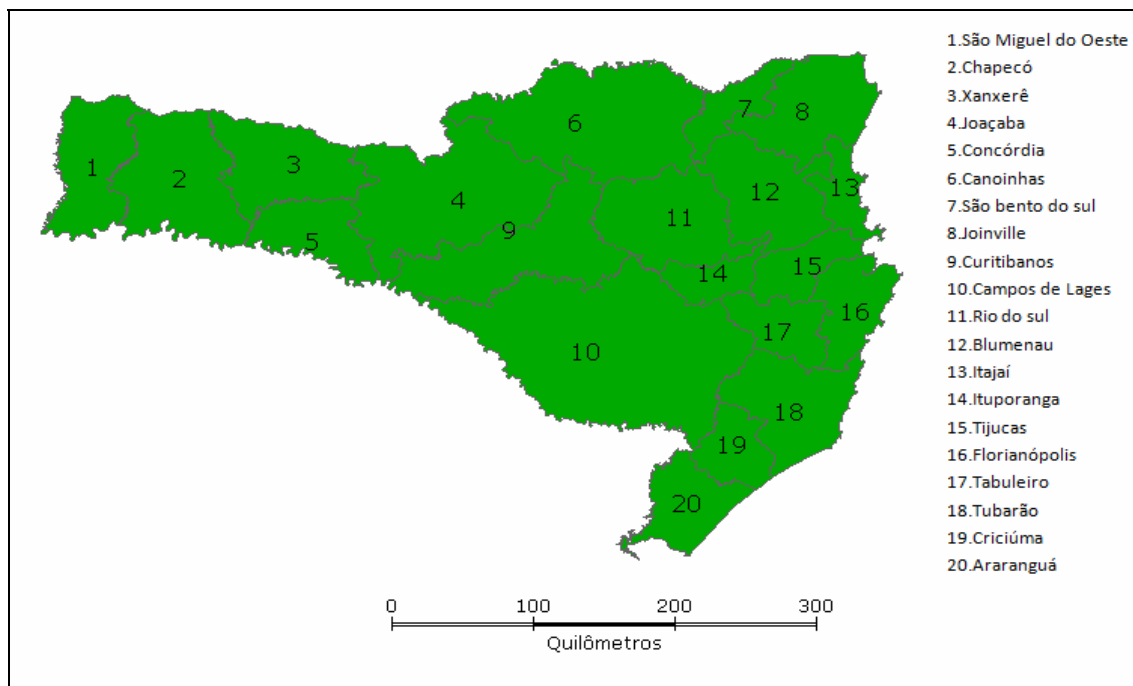 1.São Miguel do Oeste
2.Chapecó
3.Xanxerê
4.Joaçaba
5.Concórdia
6.Canoinhas
7.São bento do sul
8.Joinville
9.Curitibanos
10.Campos de Lages
11.Rio do sul
12.Blumenau
13.Itajaí
14.Ituporanga
15.Tijucas
16.Florianópolis
17.Tabuleiro
18.Tubarão
19.Criciúma
20.Araranguá
1
2
3
4
5
6
7
8
9
10
11
12
13
14
15
16
17
18
19
20
0 100 200 300
Quilômetros